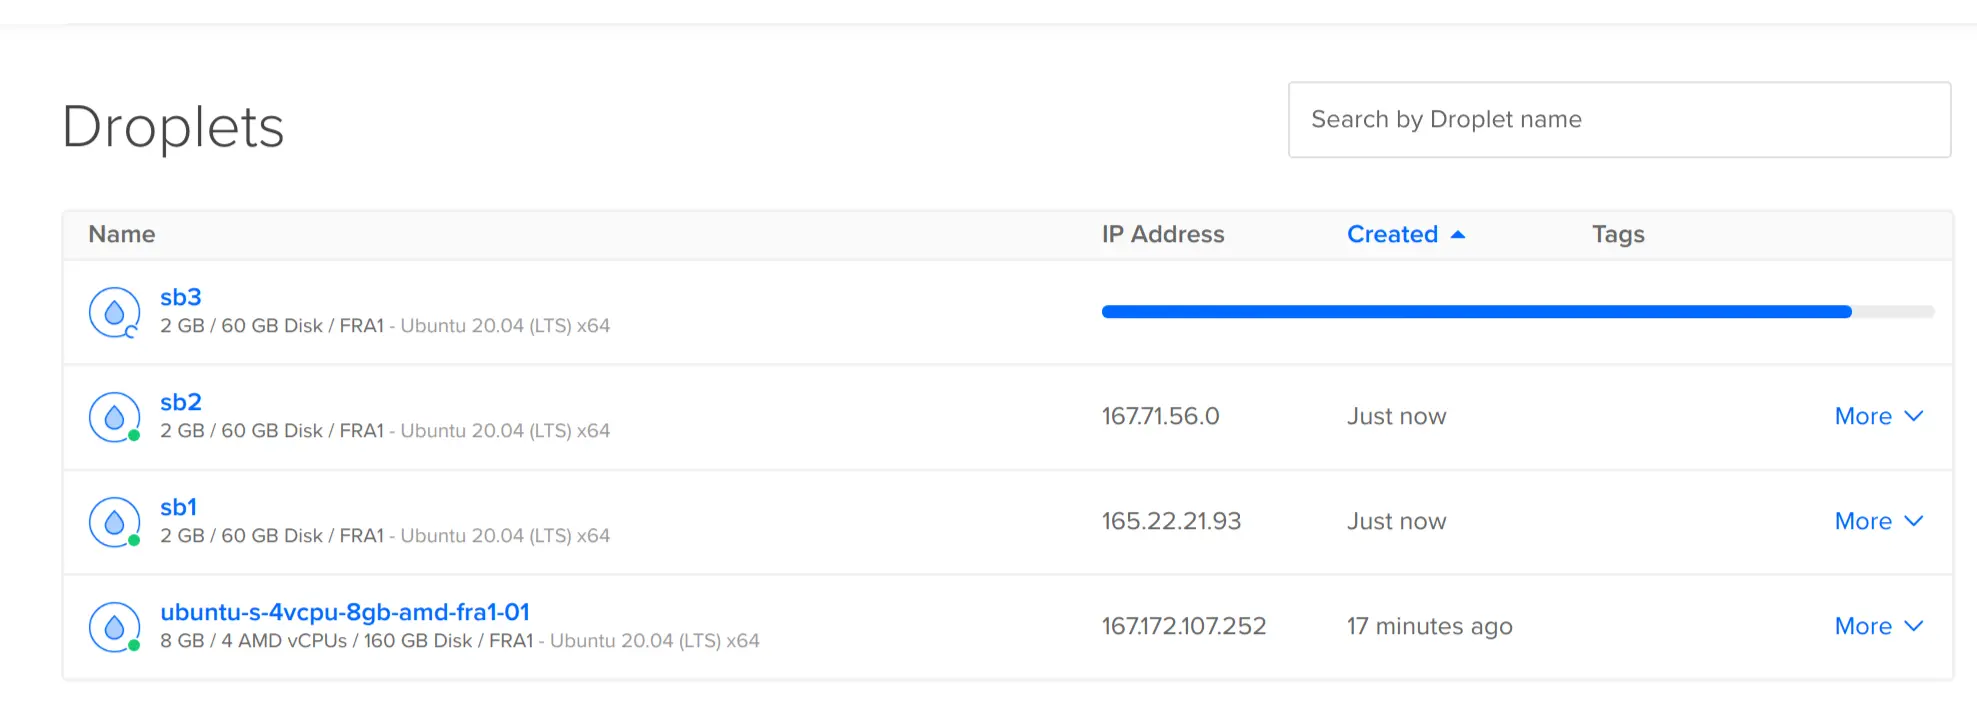 Droplets
Search by Droplet name
Name IP Address Created Tags
sb3
2 GB / 60 GB Disk / FRA1 - Ubuntu 20.04 (LTS) x64
sb2
2 GB / 60 GB Disk / FRA1 - Ubuntu 20.04 (LTS) x64
167.71.56.0 Just now More
sb1
2 GB / 60 GB Disk / FRA1 - Ubuntu 20.04 (LTS) x64
165.22.21.93 Just now More
ubuntu-s-4vcpu-8gb-amd-fra1-01
8 GB / 4 AMD vCPUs / 160 GB Disk / FRA1 - Ubuntu 20.04 (LTS) x64
167.172.107.252 17 minutes ago More